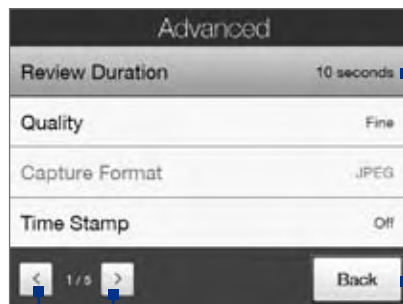 Advanced
Review Duration 10 seconds
Quality Fine
Capture Format JPEG
Time Stamp Off
< 1/5 > Back